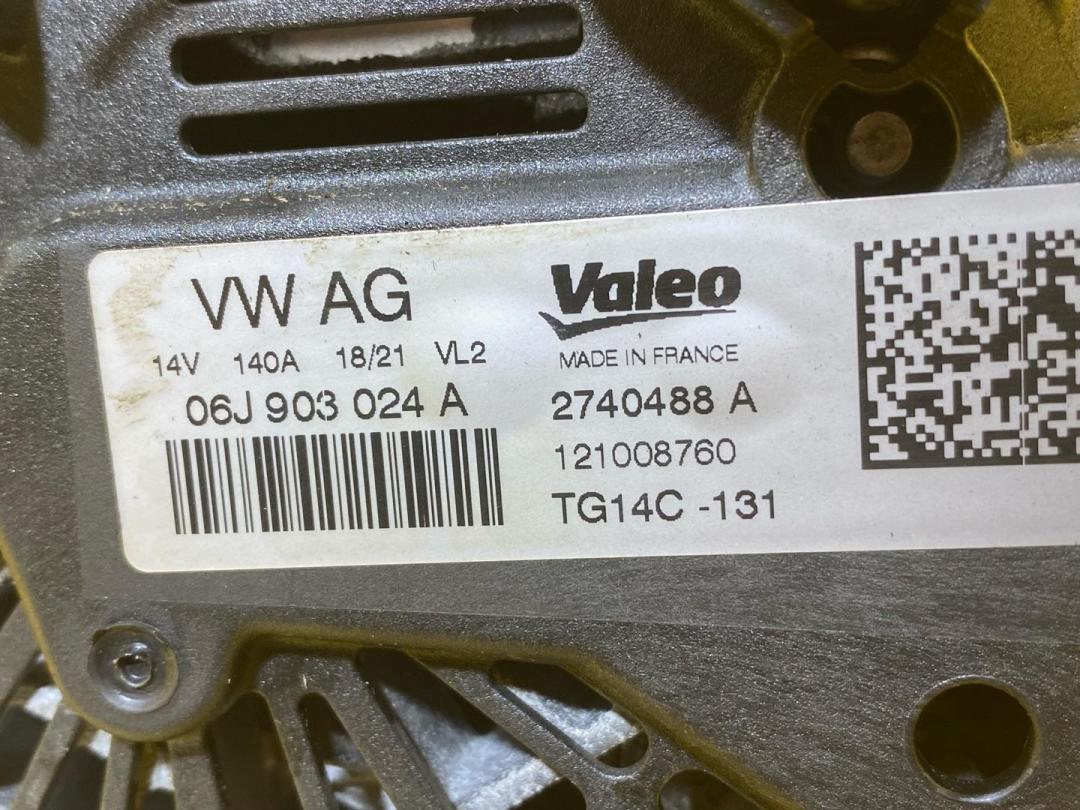 VW AG
14V 140A 18/21 VL2
06J 903 024 A
Valeo
MADE IN FRANCE
2740488 A
121008760
TG14C -131